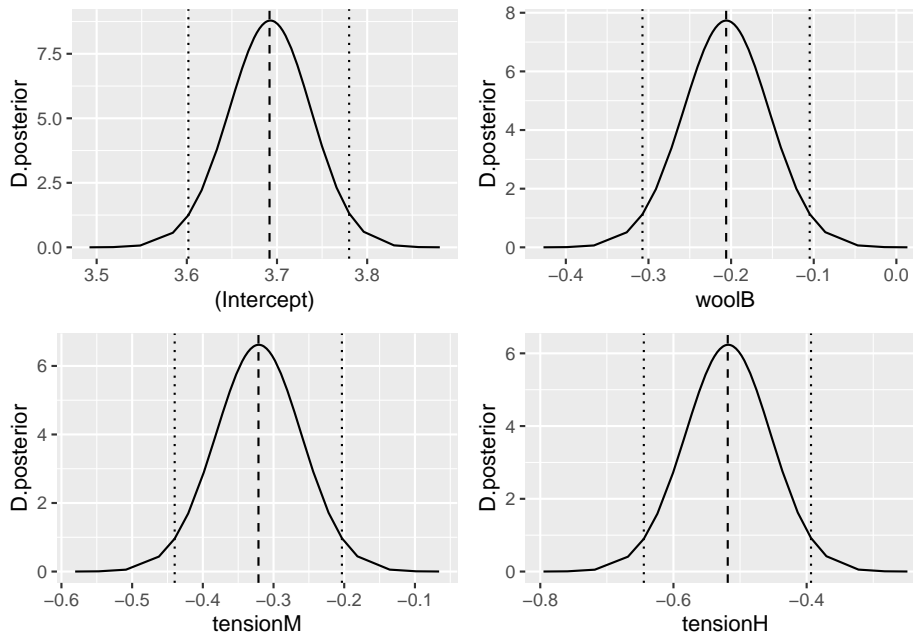 D.posterior
7.5
5.0
2.5
0.0
3.5 3.6 3.7 3.8
(Intercept)
D.posterior
8
6
4
2
0
−0.4 −0.3 −0.2 −0.1 0.0
woolB
D.posterior
6
4
2
0
−0.6 −0.5 −0.4 −0.3 −0.2 −0.1
tensionM
D.posterior
6
4
2
0
−0.8 −0.6 −0.4
tensionH